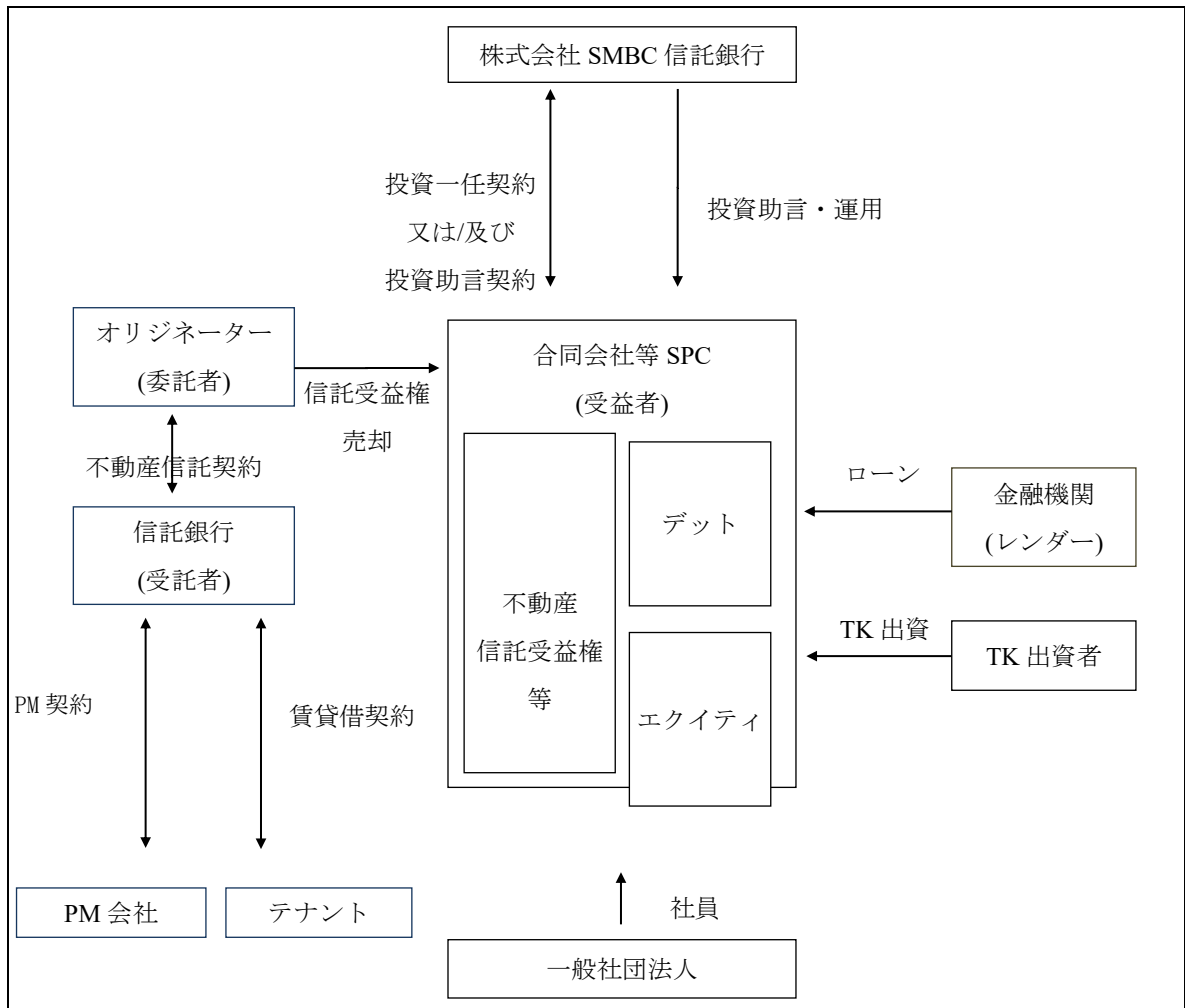 株式会社 SMBC 信託銀行
投資一任契約
又は/及び
投資助言契約
投資助言・運用
オリジネーター
(委託者)
信託受益権
売却
不動産信託契約
信託銀行
(受託者)
合同会社等 SPC
(受益者)
不動産
信託受益権
等
デット
エクイティ
ローン
金融機関
(レンダー)
TK 出資
TK 出資者
PM 契約
賃貸借契約
PM 会社
テナント
社員
一般社団法人